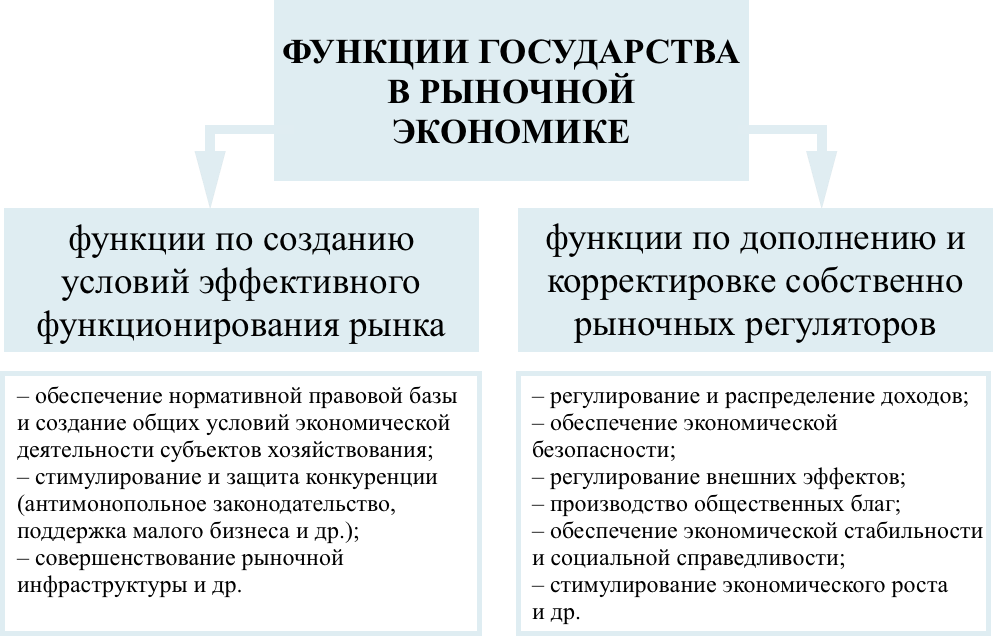 ФУНКЦИИ ГОСУДАРСТВА
В РЫНОЧНОЙ
ЭКОНОМИКЕ
функции по созданию
условий эффективного
функционирования рынка
– обеспечение нормативной правовой базы
и создание общих условий экономической
деятельности субъектов хозяйствования;
– стимулирование и защита конкуренции
(антимонопольное законодательство,
поддержка малого бизнеса и др.);
– совершенствование рыночной
инфраструктуры и др.
функции по дополнению и
корректировке собственно
рыночных регуляторов
– регулирование и распределение доходов;
– обеспечение экономической
безопасности;
– регулирование внешних эффектов;
– производство общественных благ;
– обеспечение экономической стабильности
и социальной справедливости;
– стимулирование экономического роста
и др.